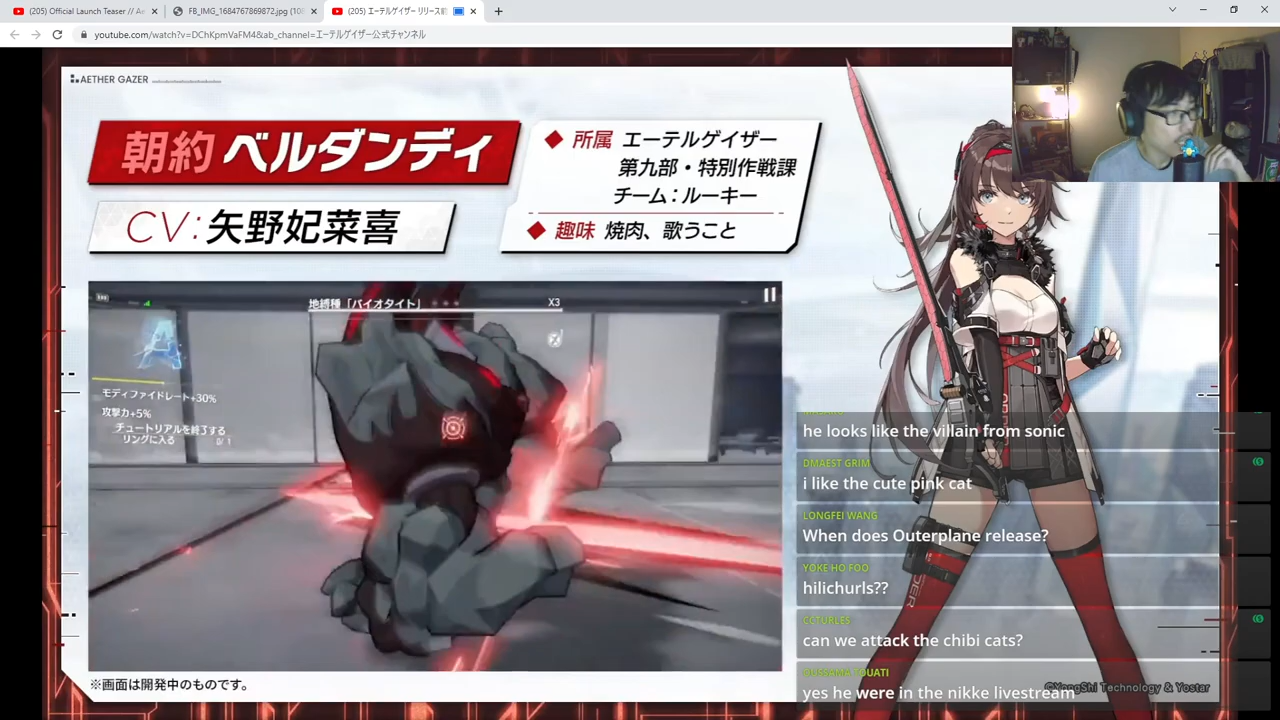 (205) Official Launch Teaser // Ae
FB_IMG_1684767869872.jpg (108
(205) エーテルゲイザー リリース前
youtube.com/watch?v=DChKpmVaFM4&ab_channel=エーテルゲイザー公式チャンネル
AETHER GAZER
朝約 ベルダンディ
CV:矢野妃菜喜
所属 エーテルゲイザー
第九部・特別作戦課
チーム：ルーキー
趣味 焼肉、歌うこと
地縛種「バイオタイト」
X3
A
モディファイドレート+30%
攻撃力+5%
チュートリアルを終了する
リングに入る 0/1
※画面は開発中のものです。
he looks like the villain from sonic
DMAEST GRIM
i like the cute pink cat
LONGFEI WANG
When does Outerplane release?
YOKE HO FOO
hilichurls??
CCTURLES
can we attack the chibi cats?
OUSSAMA TOUATI
yes he were in the nikke livestream
©YongShi Technology & Yostar